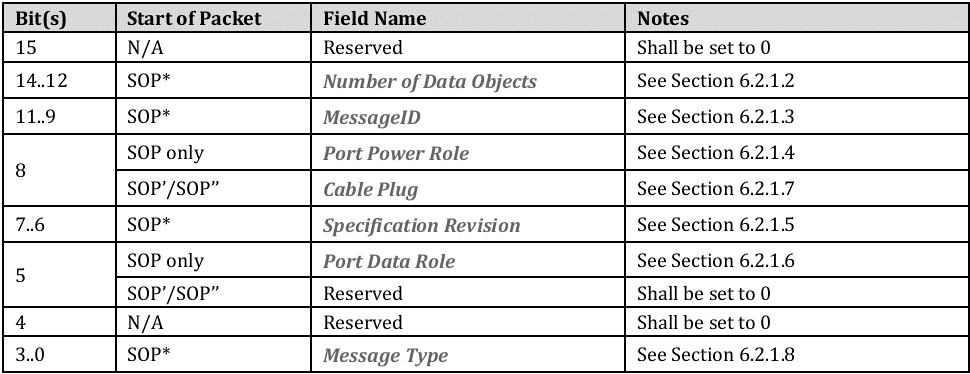 Bit(s) Start of Packet Field Name Notes
15 N/A Reserved Shall be set to 0
14..12 SOP* Number of Data Objects See Section 6.2.1.2
11..9 SOP* MessageID See Section 6.2.1.3
8 SOP only Port Power Role See Section 6.2.1.4
SOP’/SOP” Cable Plug See Section 6.2.1.7
7..6 SOP* Specification Revision See Section 6.2.1.5
5 SOP only Port Data Role See Section 6.2.1.6
SOP’/SOP” Reserved Shall be set to 0
4 N/A Reserved Shall be set to 0
3..0 SOP* Message Type See Section 6.2.1.8